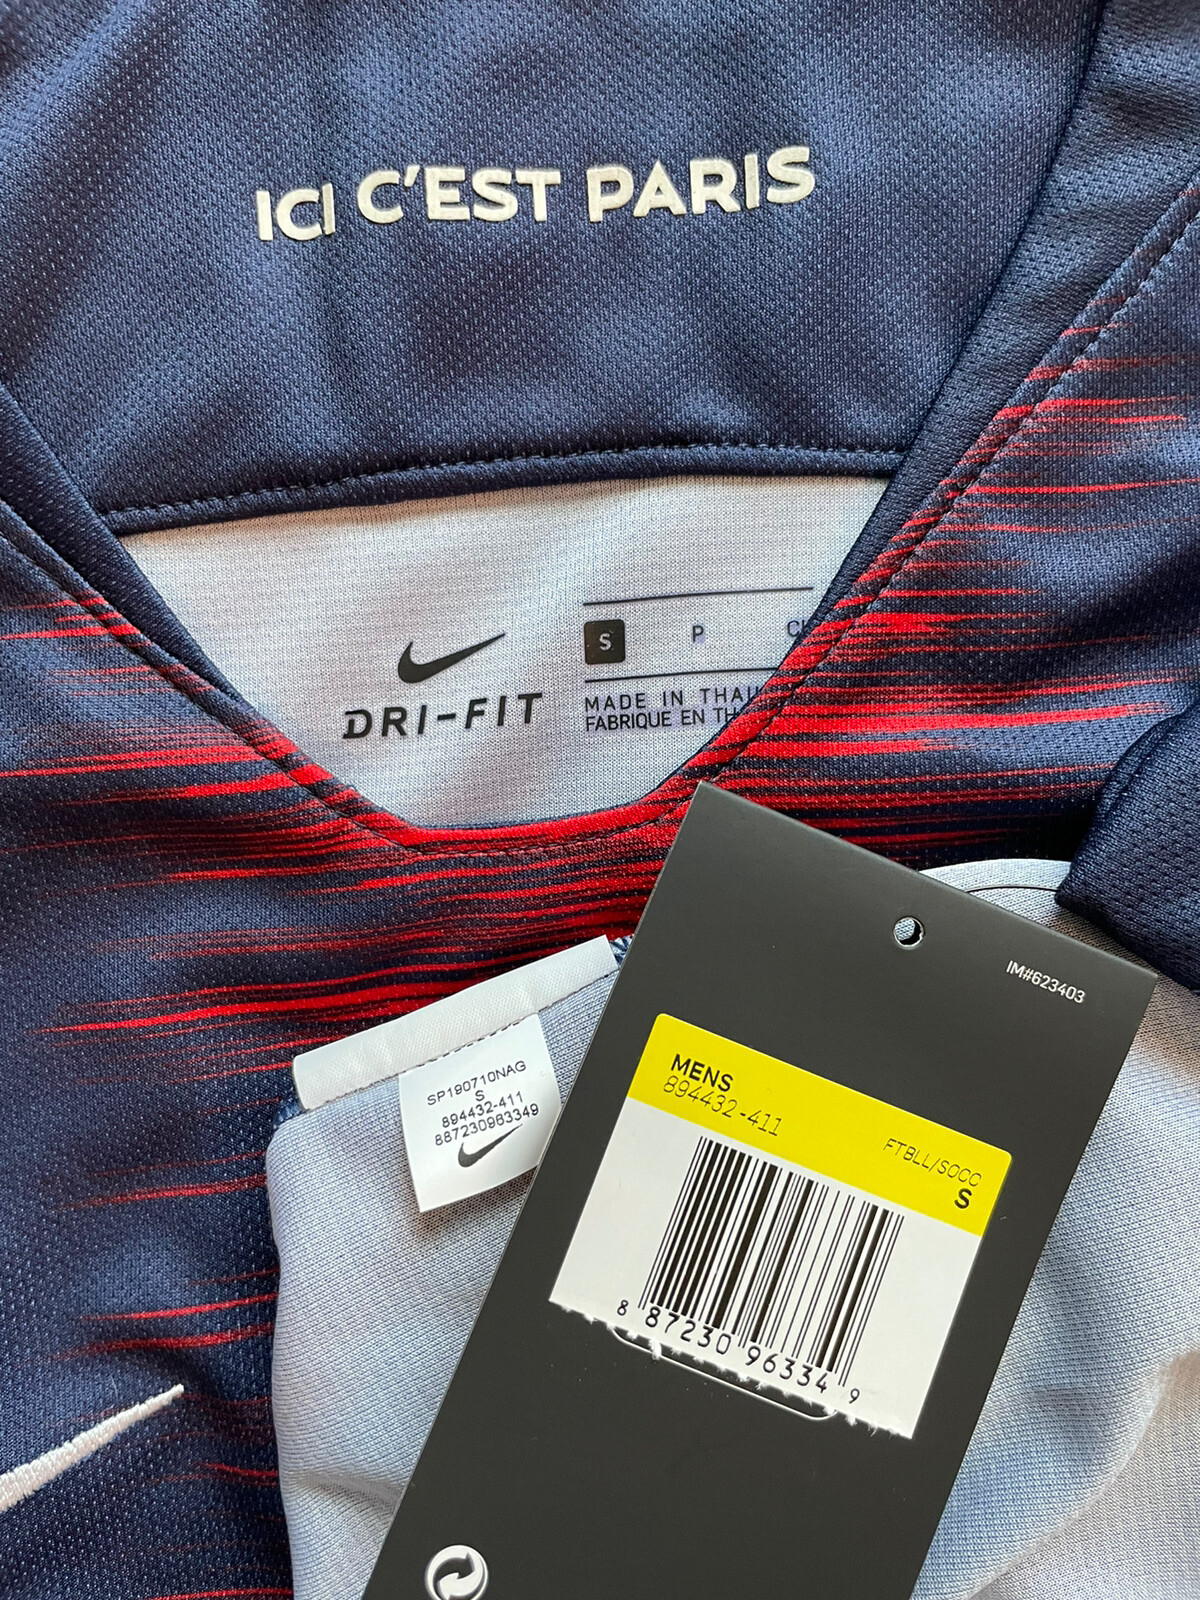 ICI C'EST PARIS
S P
DRI-FIT
MADE IN
FABRIQUE EN
IM#623403
MENS
894432-411
FTBLL/SOCC
S
8 87230 96334 9
SP190710NAG
S
894432-411
887230963349